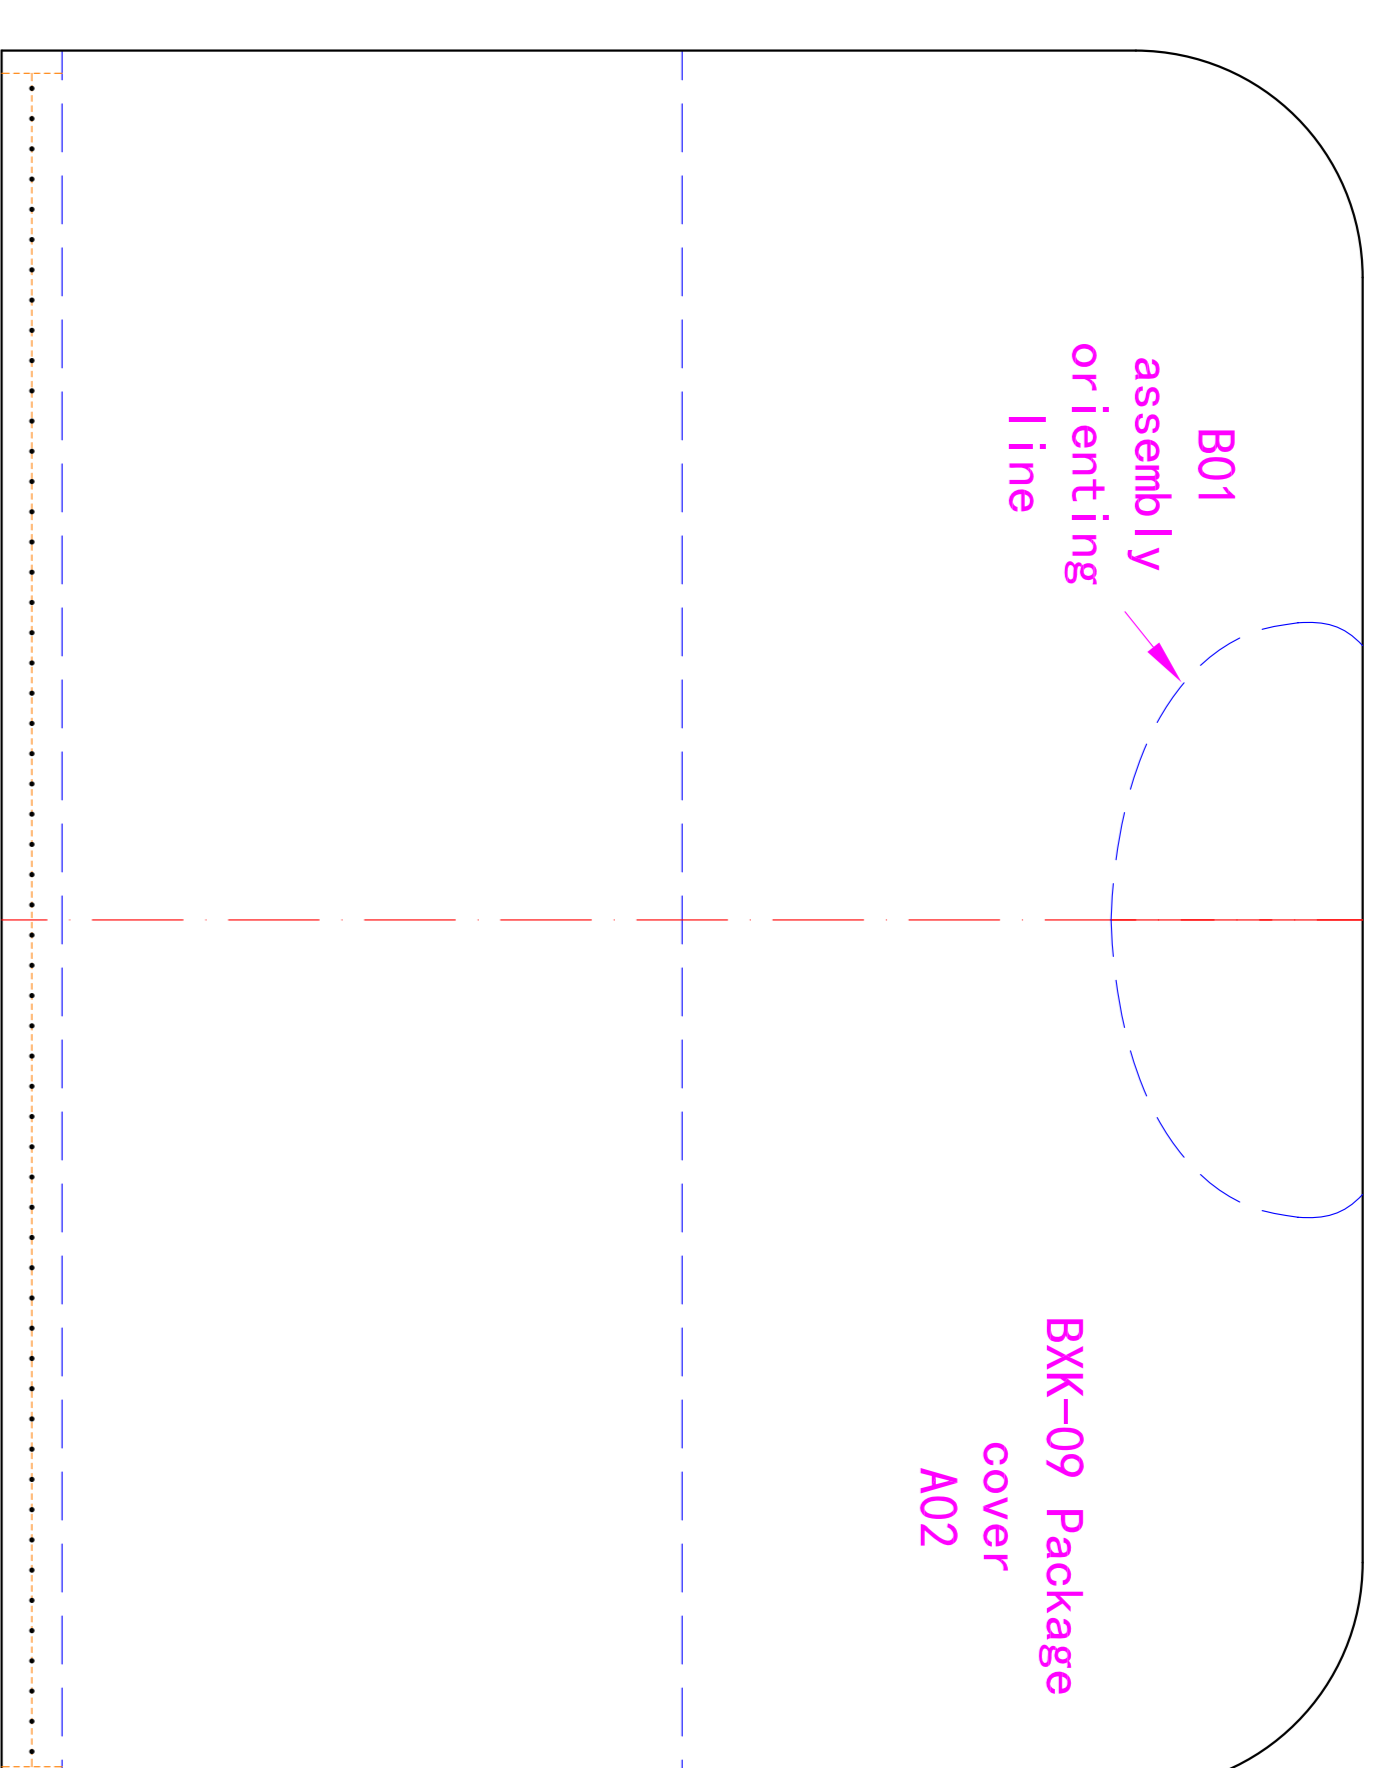 B01
assembly
orienting
line
BXK-09 Package
cover
A02